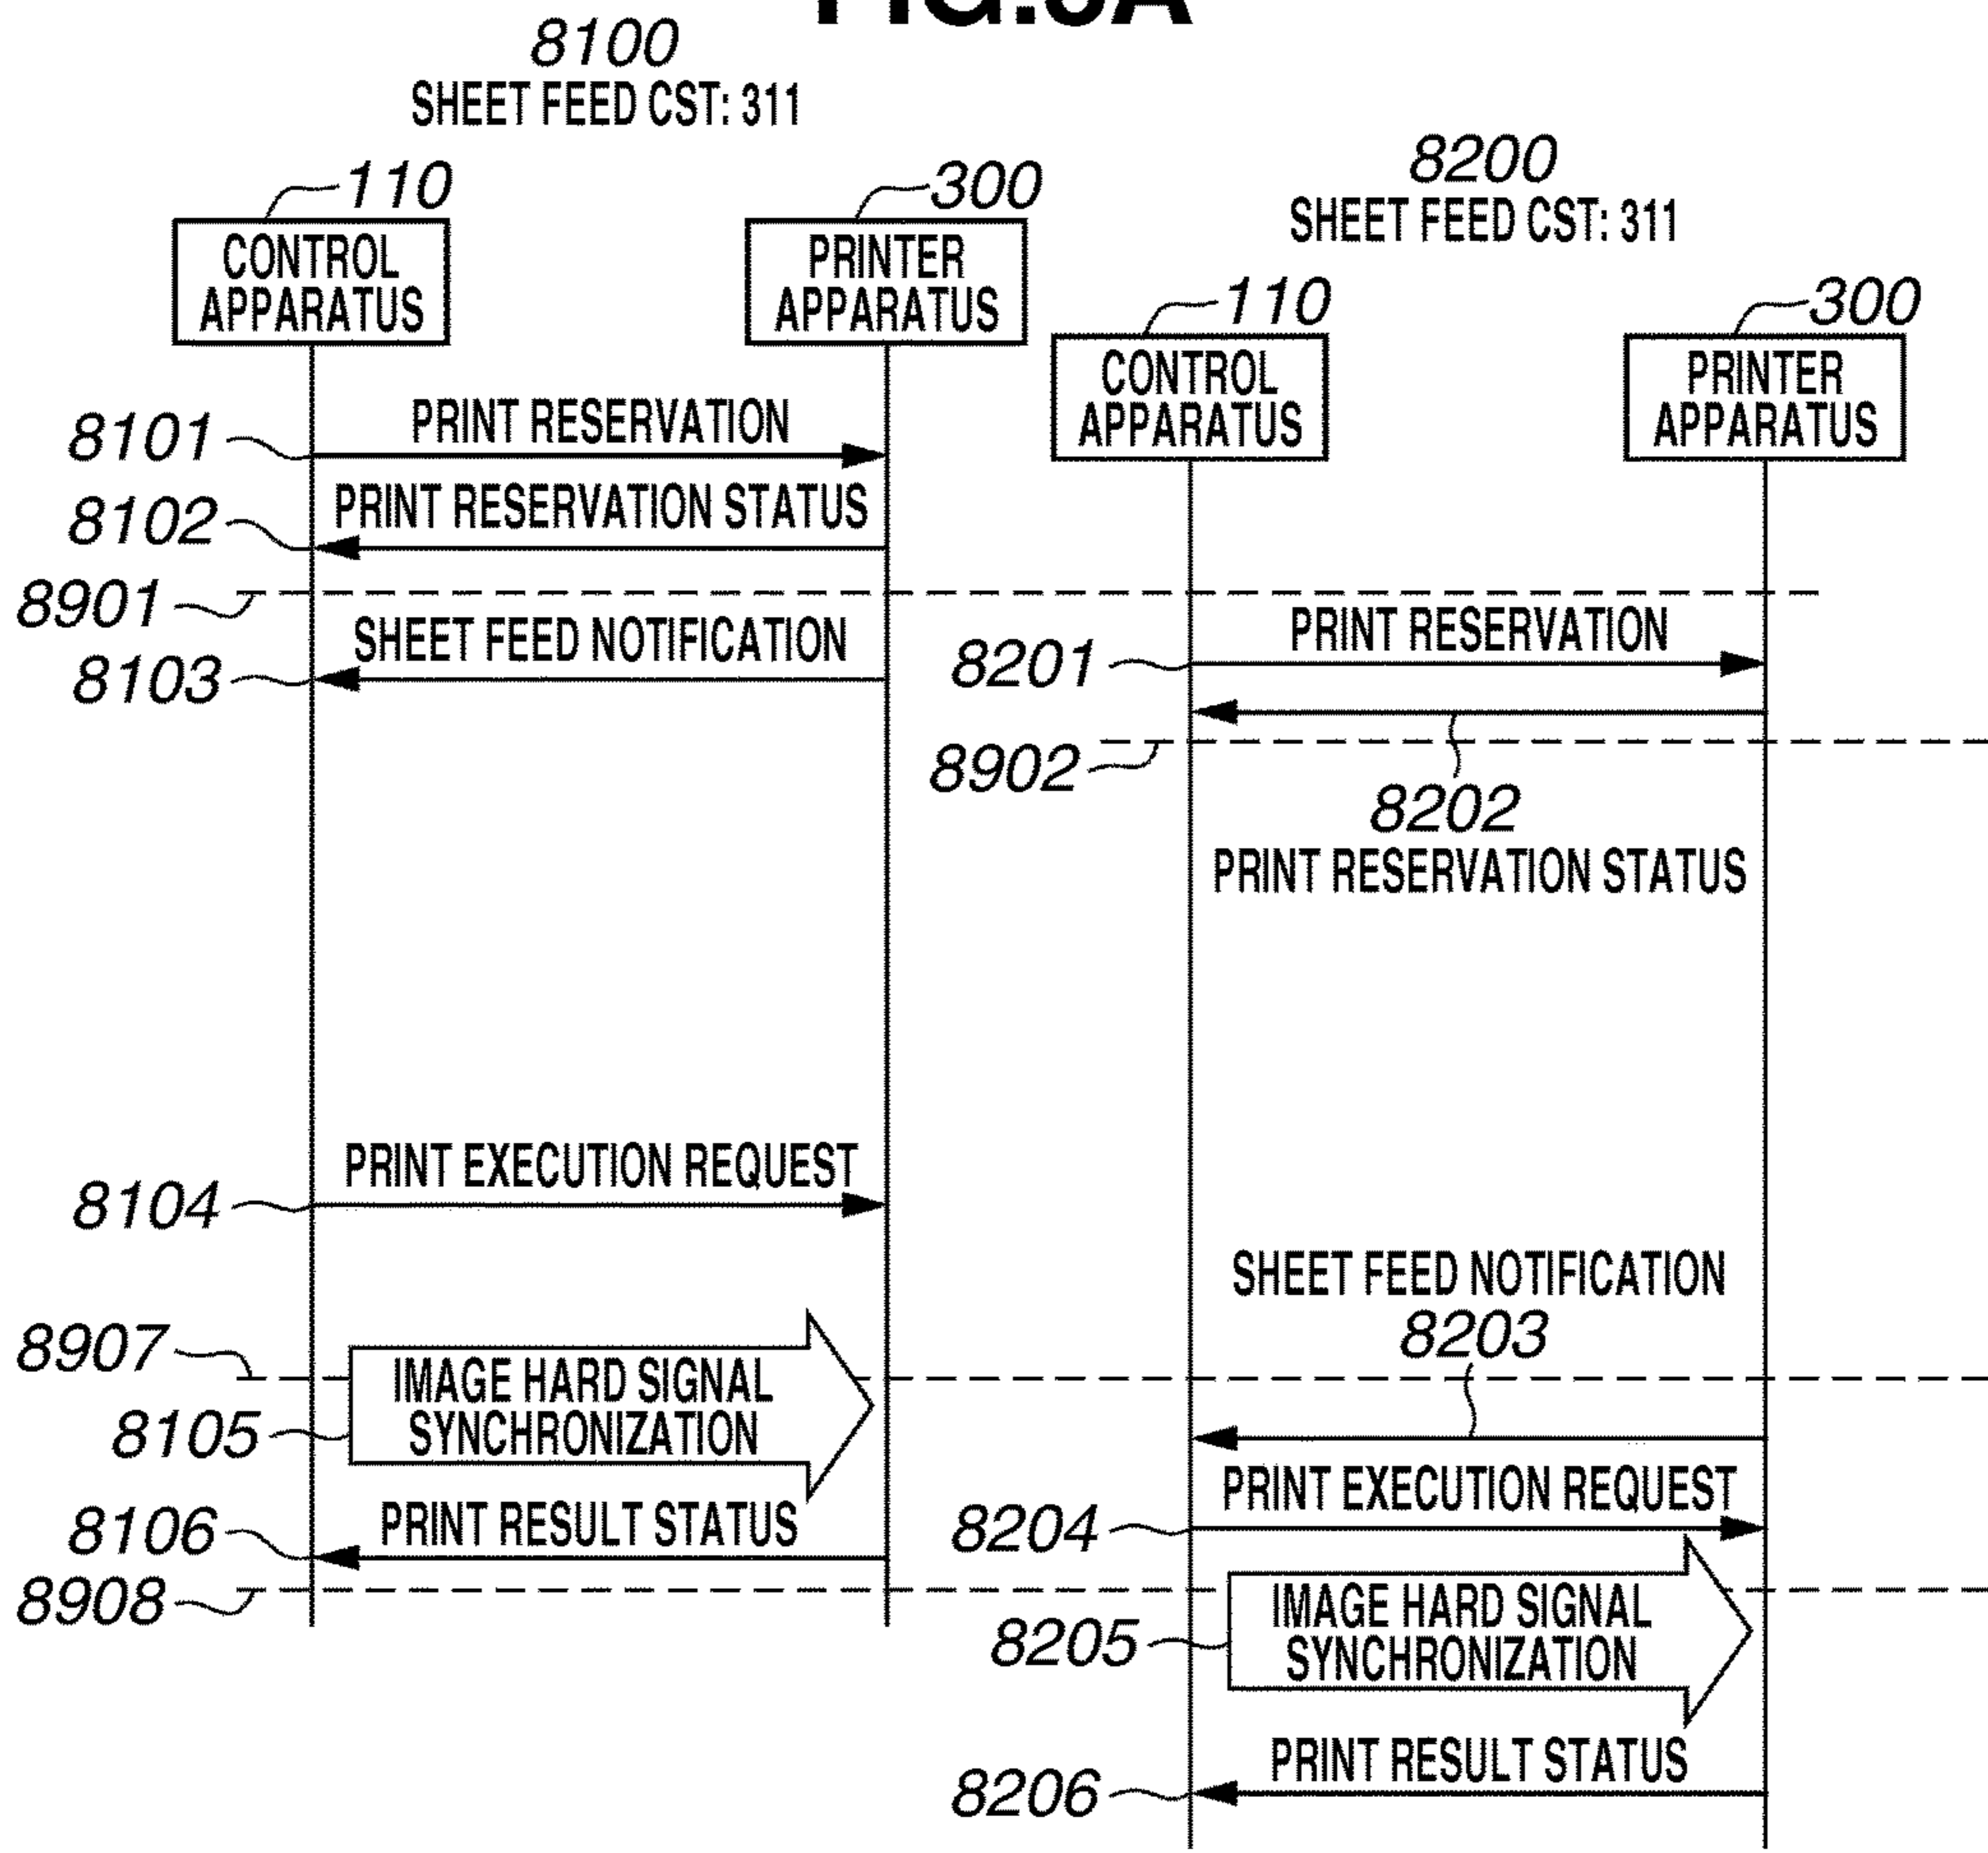 8100
SHEET FEED CST: 311
110
300
CONTROL
APPARATUS
PRINTER
APPARATUS
8101
PRINT RESERVATION
8102
PRINT RESERVATION STATUS
8901
8103
SHEET FEED NOTIFICATION
8104
PRINT EXECUTION REQUEST
8907
8105
IMAGE HARD SIGNAL
SYNCHRONIZATION
8106
PRINT RESULT STATUS
8908
8200
SHEET FEED CST: 311
110
300
CONTROL
APPARATUS
PRINTER
APPARATUS
8201
PRINT RESERVATION
8902
8202
PRINT RESERVATION STATUS
SHEET FEED NOTIFICATION
8203
8204
PRINT EXECUTION REQUEST
8205
IMAGE HARD SIGNAL
SYNCHRONIZATION
8206
PRINT RESULT STATUS